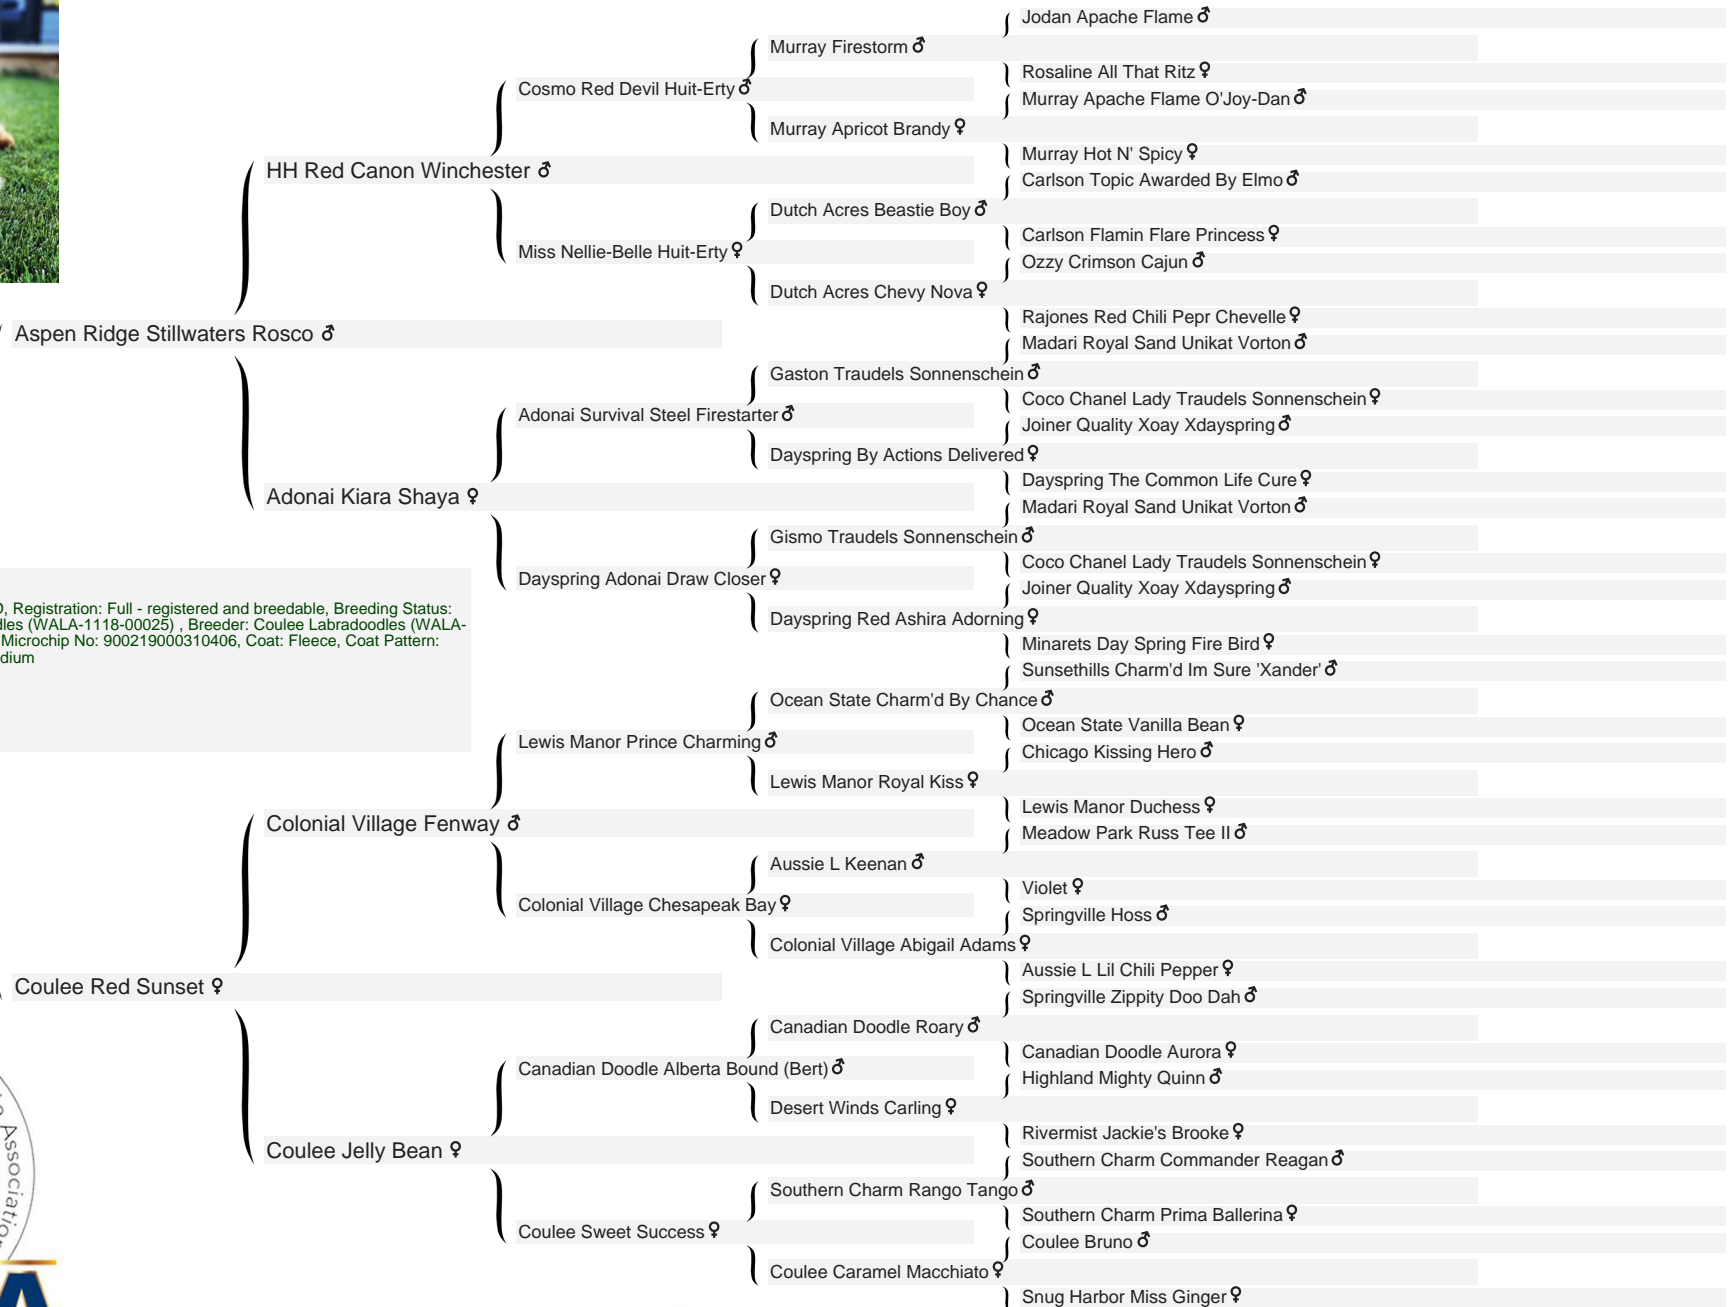 Jodan Apache Flame ♂
Murray Firestorm ♂
Rosaline All That Ritz ♀
Cosmo Red Devil Huit-Erty ♂
Murray Apache Flame O'Joy-Dan ♂
Murray Apricot Brandy ♀
Murray Hot N' Spicy ♀
HH Red Canon Winchester ♂
Carlson Topic Awarded By Elmo ♂
Dutch Acres Beastie Boy ♂
Carlson Flamin Flare Princess ♀
Miss Nellie-Belle Huit-Erty ♀
Ozzy Crimson Cajun ♂
Dutch Acres Chevy Nova ♀
Rajones Red Chili Pepr Chevelle ♀
Aspen Ridge Stillwaters Rosco ♂
Madari Royal Sand Unikat Vorton ♂
Gaston Traudels Sonnenschein ♂
Coco Chanel Lady Traudels Sonnenschein ♀
Adonai Survival Steel Firestarter ♂
Joiner Quality Xoay Xdayspring ♂
Dayspring By Actions Delivered ♀
Dayspring The Common Life Cure ♀
Adonai Kiara Shaya ♀
Madari Royal Sand Unikat Vorton ♂
Gismo Traudels Sonnenschein ♂
Coco Chanel Lady Traudels Sonnenschein ♀
Dayspring Adonai Draw Closer ♀
Joiner Quality Xoay Xdayspring ♂
Dayspring Red Ashira Adorning ♀
Minarets Day Spring Fire Bird ♀
, Registration: Full - registered and breedable, Breeding Status:
(WALA-1118-00025) , Breeder: Coulee Labradoodles (WALA-
Microchip No: 900219000310406, Coat: Fleece, Coat Pattern:
Sunsethills Charm'd Im Sure 'Xander' ♂
Ocean State Charm'd By Chance ♂
Ocean State Vanilla Bean ♀
Lewis Manor Prince Charming ♂
Chicago Kissing Hero ♂
Lewis Manor Royal Kiss ♀
Lewis Manor Duchess ♀
Colonial Village Fenway ♂
Meadow Park Russ Tee II ♂
Aussie L Keenan ♂
Violet ♀
Colonial Village Chesapeak Bay ♀
Springville Hoss ♂
Colonial Village Abigail Adams ♀
Aussie L Lil Chili Pepper ♀
Coulee Red Sunset ♀
Springville Zippity Doo Dah ♂
Canadian Doodle Roary ♂
Canadian Doodle Aurora ♀
Canadian Doodle Alberta Bound (Bert) ♂
Highland Mighty Quinn ♂
Desert Winds Carling ♀
Rivermist Jackie's Brooke ♀
Coulee Jelly Bean ♀
Southern Charm Commander Reagan ♂
Southern Charm Rango Tango ♂
Southern Charm Prima Ballerina ♀
Coulee Sweet Success ♀
Coulee Bruno ♂
Coulee Caramel Macchiato ♀
Snug Harbor Miss Ginger ♀
Association
A